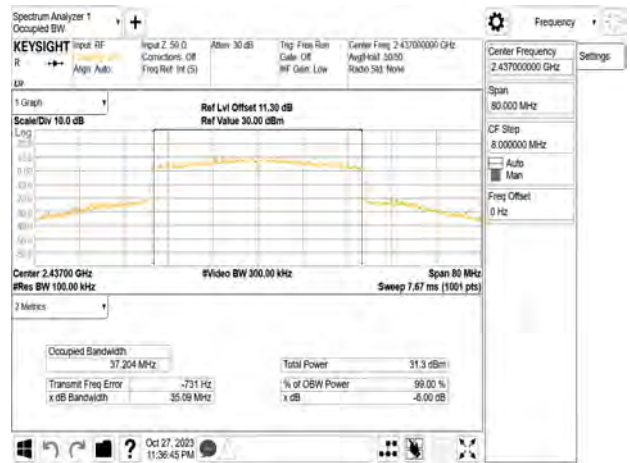 Spectrum Analyzer 1
Occupied BW
Frequency
KEYSIGHT
Input: RF
Input Z: 50 Ω
Atten: 30 dB
Trig: Free Run
Center Freq: 2.437000000 GHz
R
Corrections: Off
Gate: Off
Avg|Hold: 50/50
Align: Auto
Freq Ref: Int (S)
#IF Gain: Low
Radio Std: None
1 Graph
Scale/Div 10.0 dB
Ref Lvl Offset 11.30 dB
Ref Value 30.00 dBm
Log
Center 2.43700 GHz
#Video BW 300.00 kHz
Span 80 MHz
#Res BW 100.00 kHz
Sweep 7.67 ms (1001 pts)
2 Metrics
Occupied Bandwidth
37.204 MHz
Total Power
31.3 dBm
Transmit Freq Error
-731 Hz
% of OBW Power
99.00 %
x dB Bandwidth
35.09 MHz
x dB
-6.00 dB
Oct 27, 2023
11:36:45 PM
Center Frequency
2.437000000 GHz
Settings
Span
80.000 MHz
CF Step
8.000000 MHz
Auto
Man
Freq Offset
0 Hz